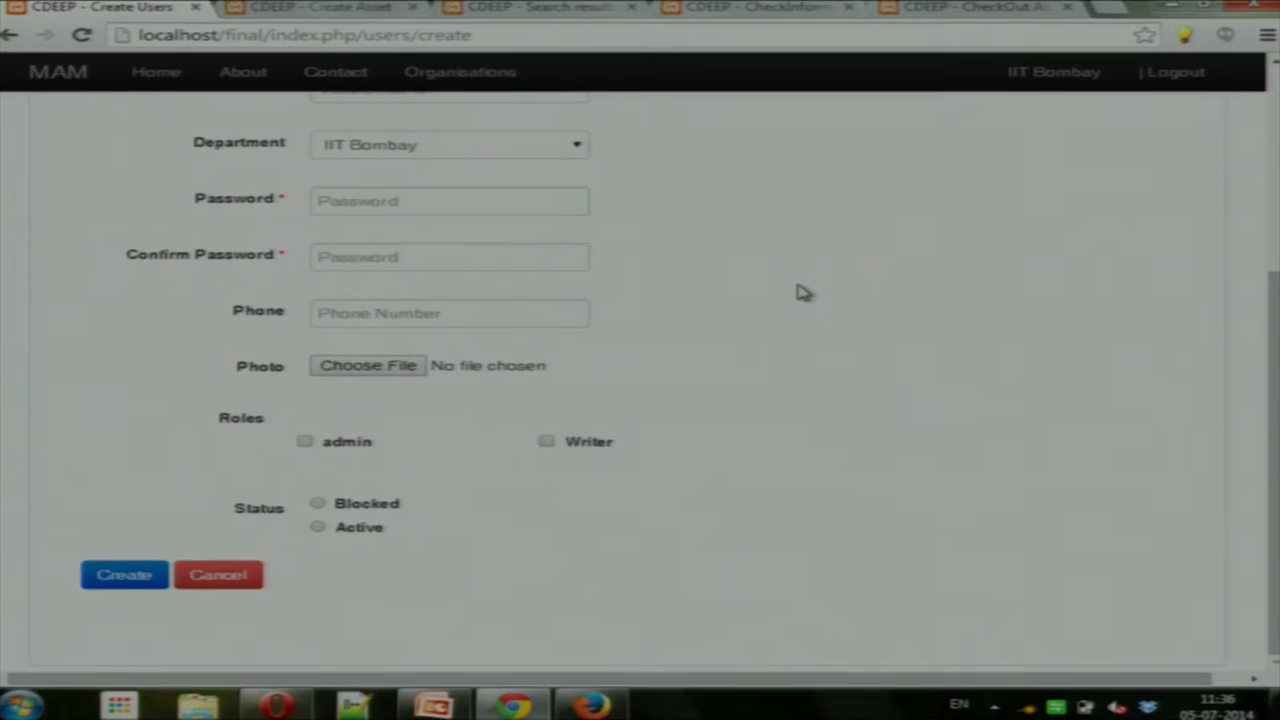 CDEEP - Create Users
CDEEP - Create Asset
CDEEP - Search result
CDEEP - CheckInform
CDEEP - CheckOut A
localhost/final/index.php/users/create
MAM Home About Contact Organisations IIT Bombay | Logout
Department IIT Bombay
Password * Password
Confirm Password * Password
Phone Phone Number
Photo Choose File No file chosen
Roles
admin Writer
Status Blocked
Active
Create Cancel
EN 11:36
05-07-2014